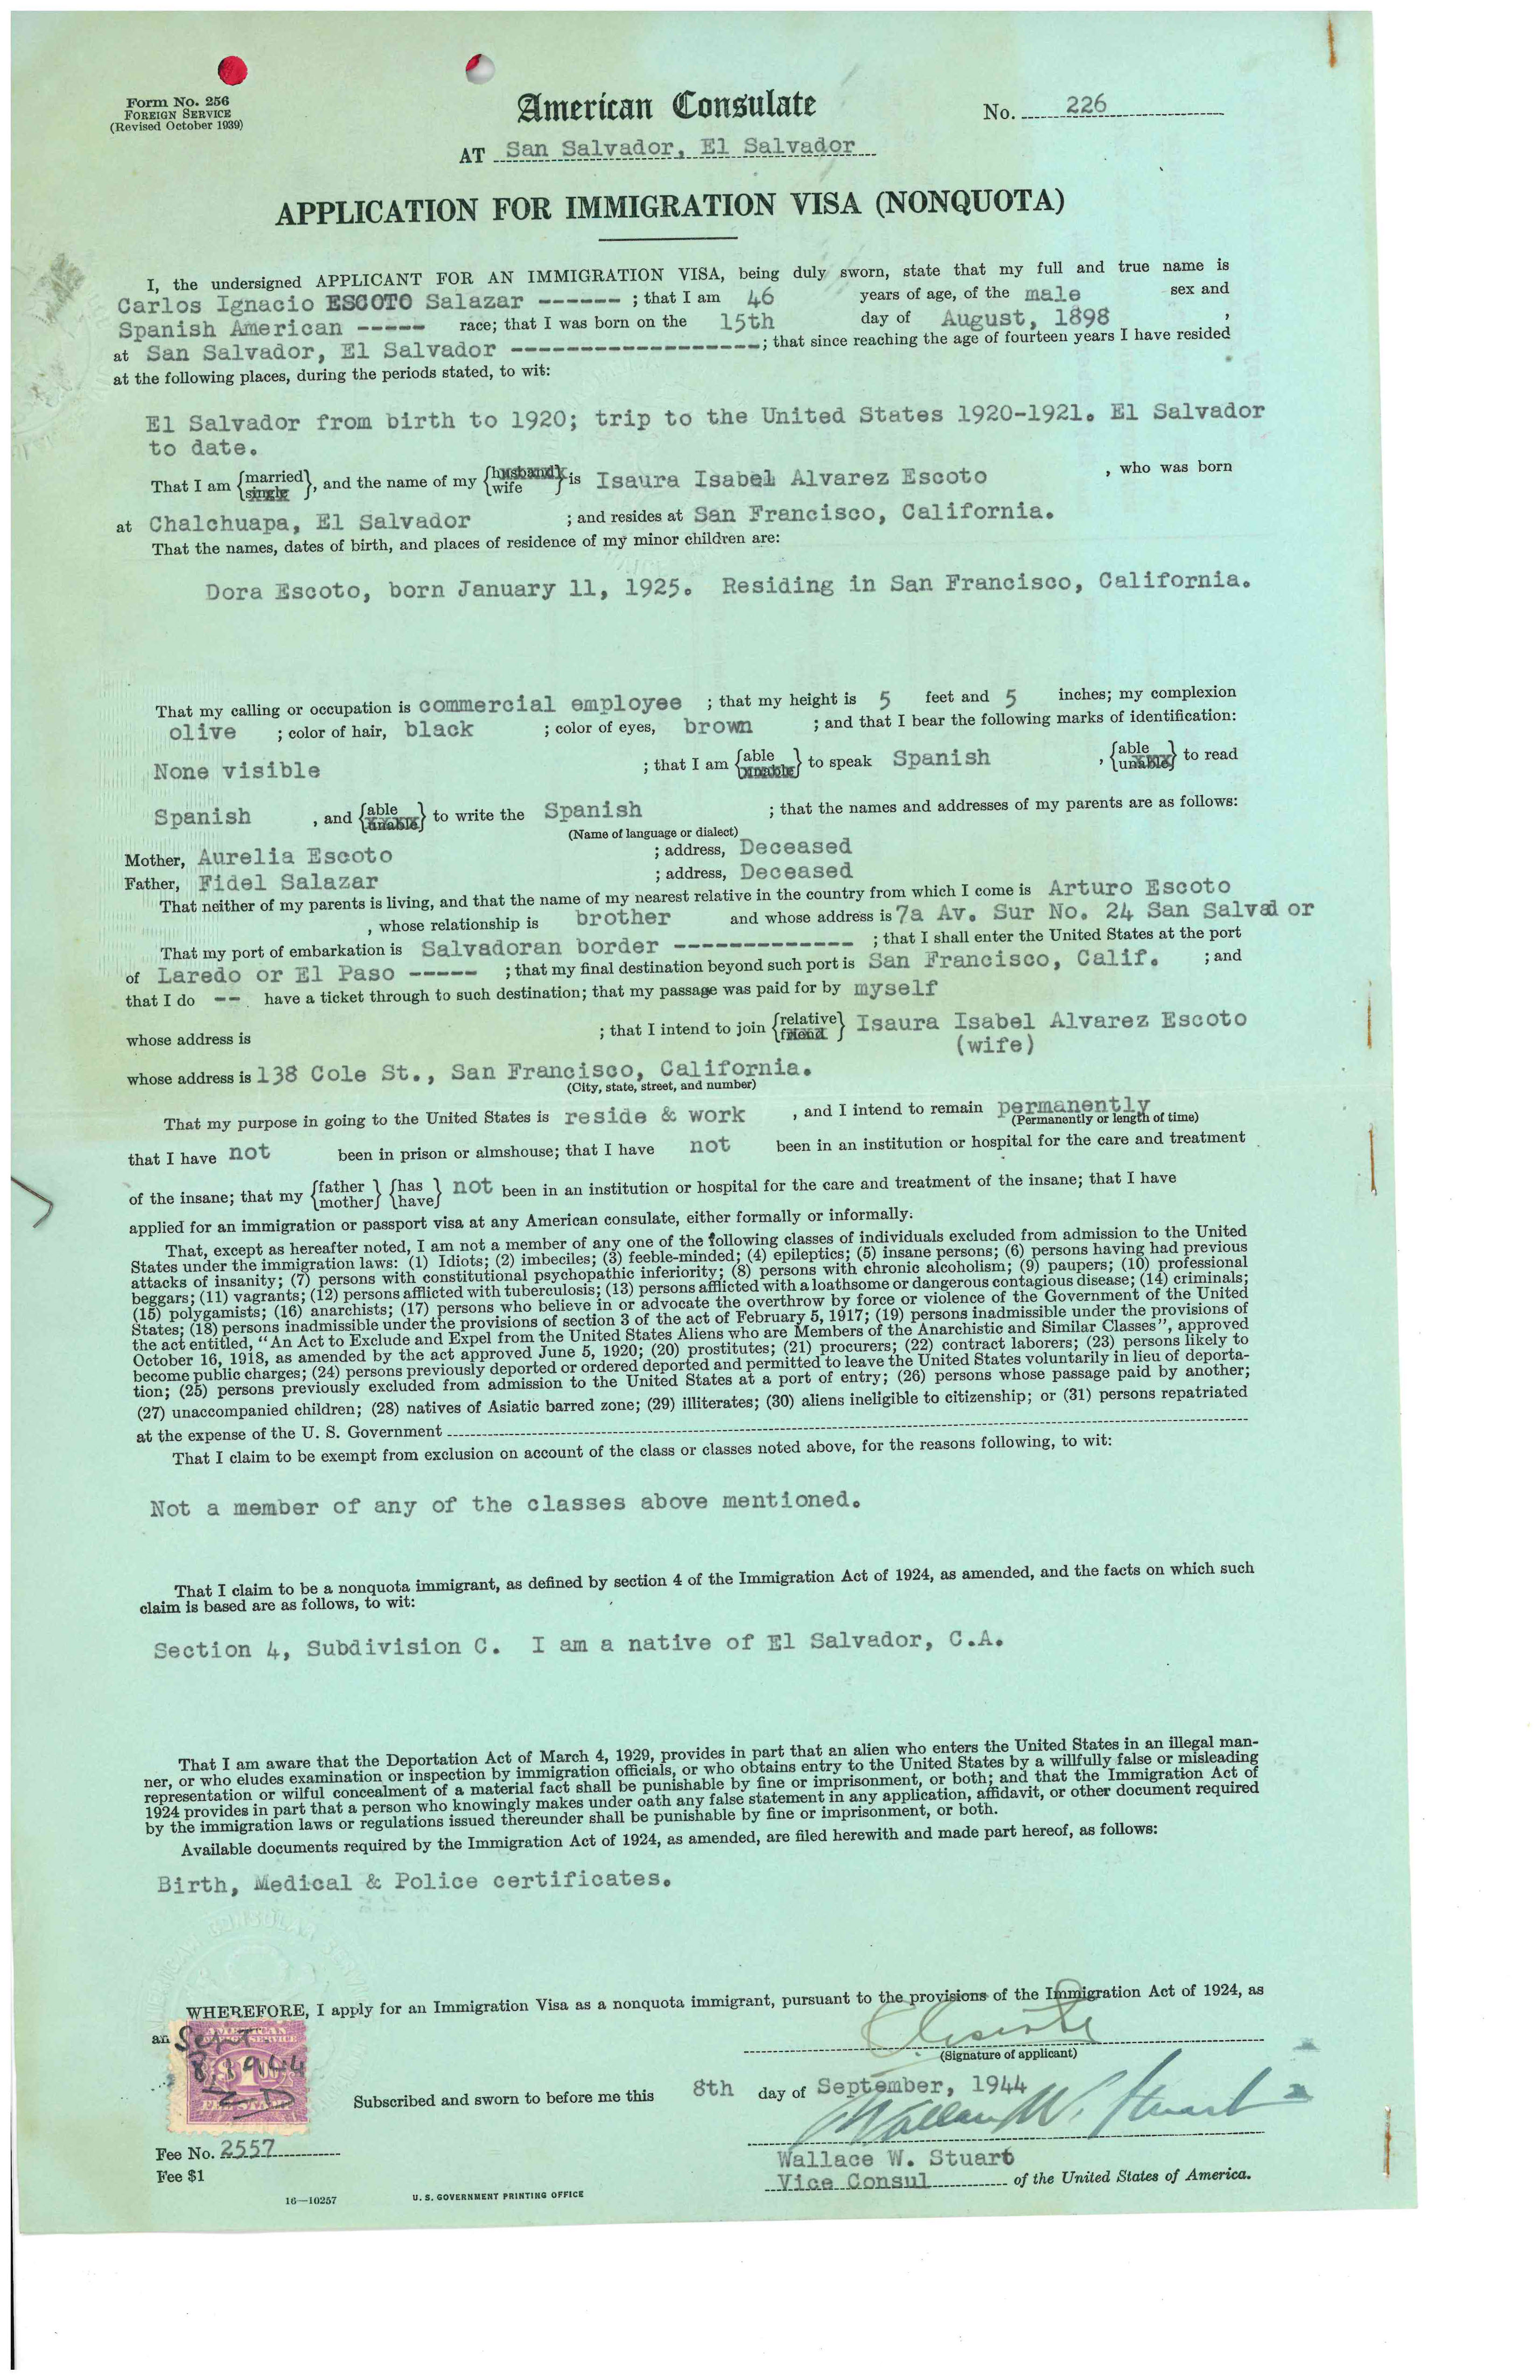 Form No. 256
FOREIGN SERVICE
(Revised October 1939)
American Consulate
No. 226
AT San Salvador, El Salvador
APPLICATION FOR IMMIGRATION VISA (NONQUOTA)
I, the undersigned APPLICANT FOR AN IMMIGRATION VISA, being duly sworn, state that my full and true name is
Carlos Ignacio ESCOTO Salazar ------ ; that I am 46 years of age, of the male sex and
Spanish American ----- race; that I was born on the 15th day of August, 1898 ,
at San Salvador, El Salvador ------------------; that since reaching the age of fourteen years I have resided
at the following places, during the periods stated, to wit:
El Salvador from birth to 1920; trip to the United States 1920-1921. El Salvador
to date.
That I am {married single}, and the name of my {husband wife} is Isaura Isabel Alvarez Escoto , who was born
at Chalchuapa, El Salvador ; and resides at San Francisco, California.
That the names, dates of birth, and places of residence of my minor children are:
Dora Escoto, born January 11, 1925. Residing in San Francisco, California.
That my calling or occupation is commercial employee ; that my height is 5 feet and 5 inches; my complexion
olive ; color of hair, black ; color of eyes, brown ; and that I bear the following marks of identification:
None visible ; that I am {able unable} to speak Spanish , {able unable} to read
Spanish , and {able unable} to write the Spanish ; that the names and addresses of my parents are as follows:
(Name of language or dialect)
Mother, Aurelia Escoto ; address, Deceased
Father, Fidel Salazar ; address, Deceased
That neither of my parents is living, and that the name of my nearest relative in the country from which I come is Arturo Escoto
, whose relationship is brother and whose address is 7a Av. Sur No. 24 San Salvad or
That my port of embarkation is Salvadoran border ------------- ; that I shall enter the United States at the port
of Laredo or El Paso ----- ; that my final destination beyond such port is San Francisco, Calif. ; and
that I do -- have a ticket through to such destination; that my passage was paid for by myself
whose address is ; that I intend to join {relative friend} Isaura Isabel Alvarez Escoto
(wife)
whose address is 138 Cole St., San Francisco, California.
(City, state, street, and number)
That my purpose in going to the United States is reside & work , and I intend to remain permanently
(Permanently or length of time)
that I have not been in prison or almshouse; that I have not been in an institution or hospital for the care and treatment
of the insane; that my {father mother} {has have} not been in an institution or hospital for the care and treatment of the insane; that I have
applied for an immigration or passport visa at any American consulate, either formally or informally.
That, except as hereafter noted, I am not a member of any one of the following classes of individuals excluded from admission to the United
States under the immigration laws: (1) Idiots; (2) imbeciles; (3) feeble-minded; (4) epileptics; (5) insane persons; (6) persons having had previous
attacks of insanity; (7) persons with constitutional psychopathic inferiority; (8) persons with chronic alcoholism; (9) paupers; (10) professional
beggars; (11) vagrants; (12) persons afflicted with tuberculosis; (13) persons afflicted with a loathsome or dangerous contagious disease; (14) criminals;
(15) polygamists; (16) anarchists; (17) persons who believe in or advocate the overthrow by force or violence of the Government of the United
States; (18) persons inadmissible under the provisions of section 3 of the act of February 5, 1917; (19) persons inadmissible under the provisions of
the act entitled, "An Act to Exclude and Expel from the United States Aliens who are Members of the Anarchistic and Similar Classes", approved
October 16, 1918, as amended by the act approved June 5, 1920; (20) prostitutes; (21) procurers; (22) contract laborers; (23) persons likely to
become public charges; (24) persons previously deported or ordered deported and permitted to leave the United States voluntarily in lieu of deporta-
tion; (25) persons previously excluded from admission to the United States at a port of entry; (26) persons whose passage paid by another;
(27) unaccompanied children; (28) natives of Asiatic barred zone; (29) illiterates; (30) aliens ineligible to citizenship; or (31) persons repatriated
at the expense of the U. S. Government
That I claim to be exempt from exclusion on account of the class or classes noted above, for the reasons following, to wit:
Not a member of any of the classes above mentioned.
That I claim to be a nonquota immigrant, as defined by section 4 of the Immigration Act of 1924, as amended, and the facts on which such
claim is based are as follows, to wit:
Section 4, Subdivision C. I am a native of El Salvador, C.A.
That I am aware that the Deportation Act of March 4, 1929, provides in part that an alien who enters the United States in an illegal man-
ner, or who eludes examination or inspection by immigration officials, or who obtains entry to the United States by a willfully false or misleading
representation or wilful concealment of a material fact shall be punishable by fine or imprisonment, or both; and that the Immigration Act of
1924 provides in part that a person who knowingly makes under oath any false statement in any application, affidavit, or other document required
by the immigration laws or regulations issued thereunder shall be punishable by fine or imprisonment, or both.
Available documents required by the Immigration Act of 1924, as amended, are filed herewith and made part hereof, as follows:
Birth, Medical & Police certificates.
WHEREFORE, I apply for an Immigration Visa as a nonquota immigrant, pursuant to the provisions of the Immigration Act of 1924, as
an
Sept
8, 1944
(Signature of applicant)
Subscribed and sworn to before me this 8th day of September, 1944
Wallace W. Stuart
Fee No. 2557
Wallace W. Stuart
Fee $1
Vice Consul of the United States of America.
16—10257
U. S. GOVERNMENT PRINTING OFFICE